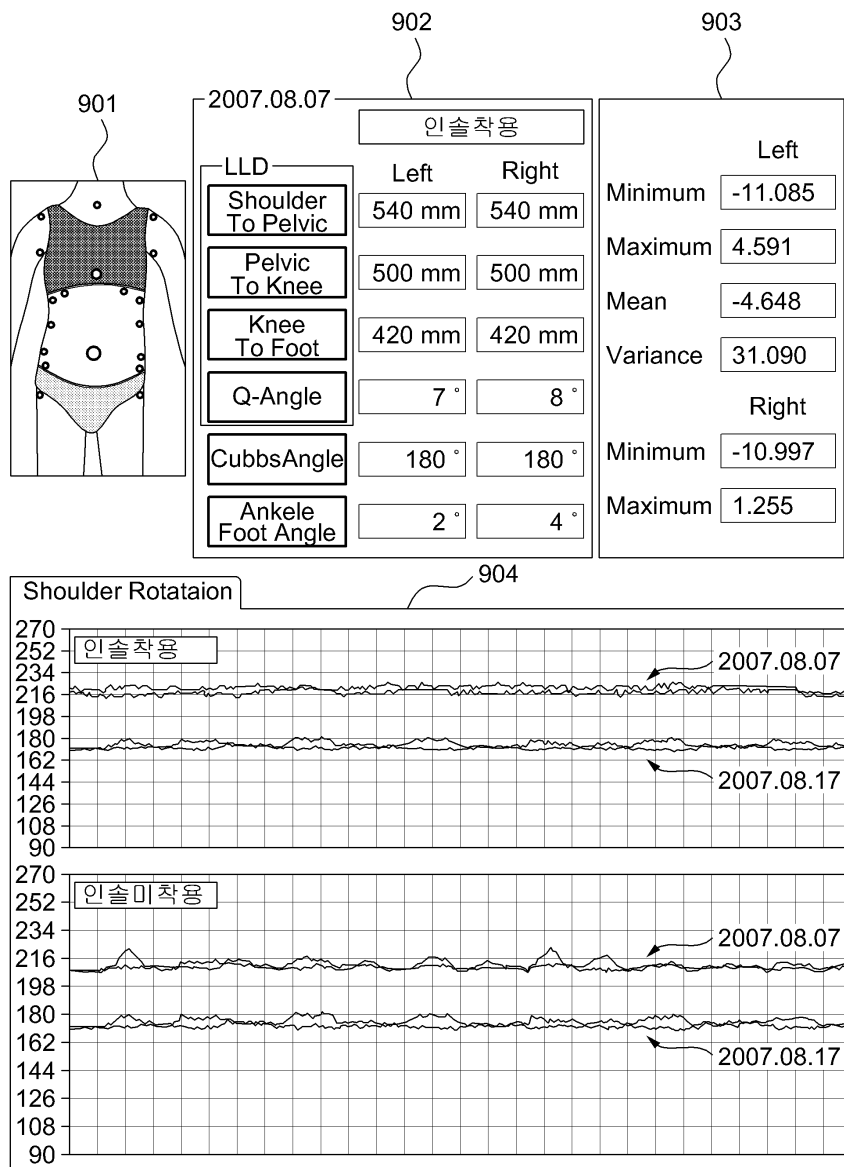 901
902
903
2007.08.07
인솔착용
LLD
Left
Right
Shoulder
To Pelvic
540 mm
540 mm
Pelvic
To Knee
500 mm
500 mm
Knee
To Foot
420 mm
420 mm
Q-Angle
7 °
8 °
CubbsAngle
180 °
180 °
Ankele
Foot Angle
2 °
4 °
Left
Minimum
-11.085
Maximum
4.591
Mean
-4.648
Variance
31.090
Right
Minimum
-10.997
Maximum
1.255
Shoulder Rotataion
904
270
252
234
216
198
180
162
144
126
108
90
인솔착용
2007.08.07
2007.08.17
270
252
234
216
198
180
162
144
126
108
90
인솔미착용
2007.08.07
2007.08.17